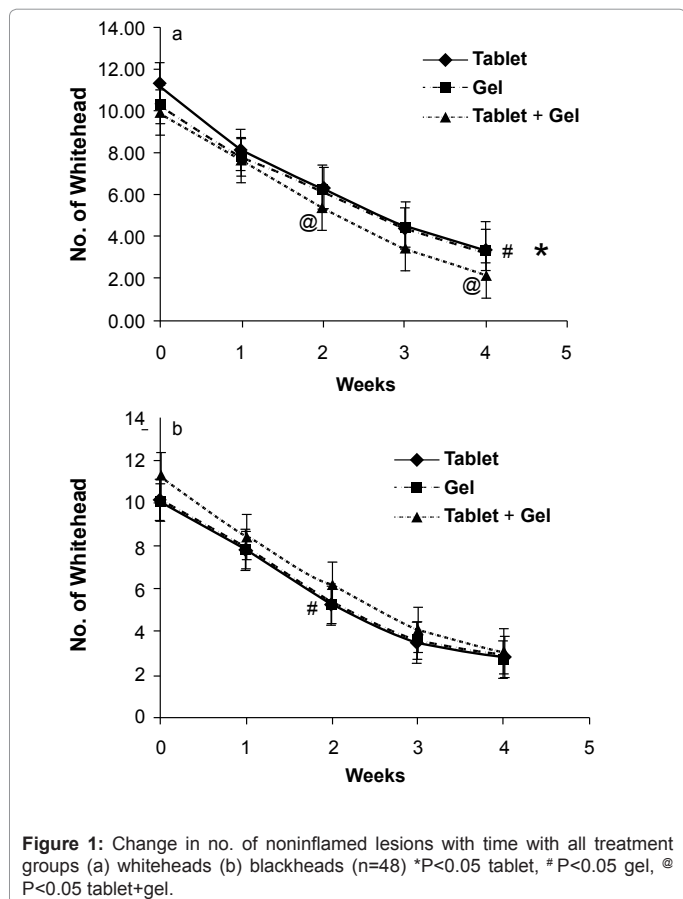 14.00
a
12.00
10.00
8.00
6.00
4.00
2.00
0.00
No. of Whitehead
Tablet
Gel
Tablet + Gel
@
@
# *
0 1 2 3 4 5
Weeks
14
b
12
10
8
6
4
2
0
No. of Whitehead
Tablet
Gel
Tablet + Gel
#
0 1 2 3 4 5
Weeks
Figure 1: Change in no. of noninflamed lesions with time with all treatment
groups (a) whiteheads (b) blackheads (n=48) *P<0.05 tablet, # P<0.05 gel, @
P<0.05 tablet+gel.